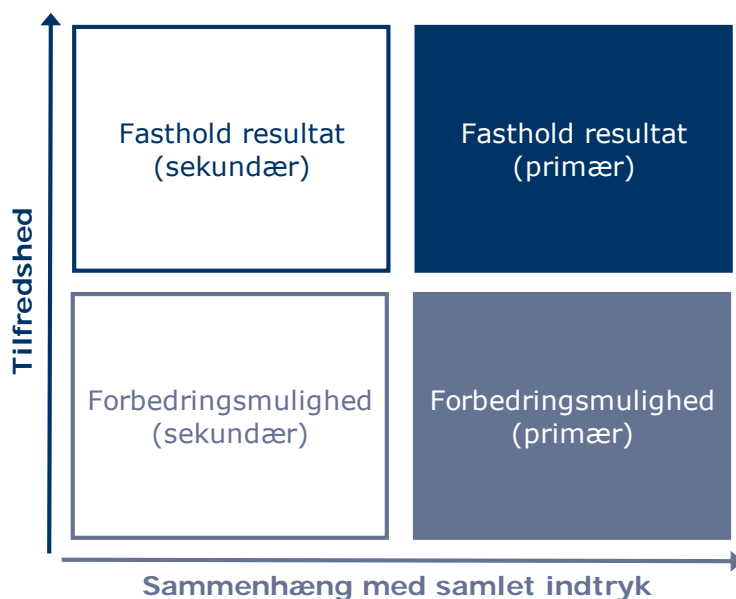 Tilfredshed
Fasthold resultat
(sekundær)
Fasthold resultat
(primær)
Forbedringsmulighed
(sekundær)
Forbedringsmulighed
(primær)
Sammenhæng med samlet indtryk